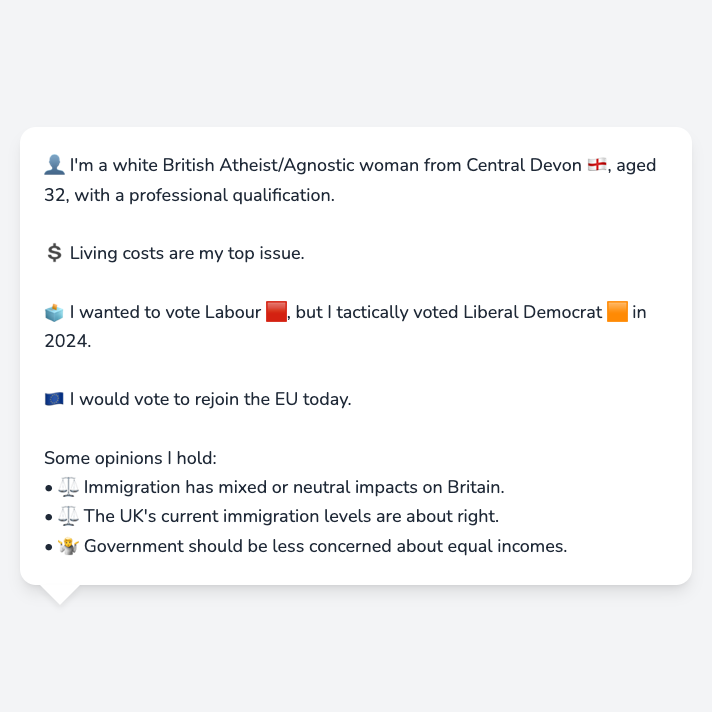 👤 I'm a white British Atheist/Agnostic woman from Central Devon 🏴󠁧󠁢󠁥󠁮󠁧󠁿, aged
32, with a professional qualification.
💲 Living costs are my top issue.
🗳️ I wanted to vote Labour 🟥, but I tactically voted Liberal Democrat 🟧 in
2024.
🇪🇺 I would vote to rejoin the EU today.
Some opinions I hold:
• ⚖️ Immigration has mixed or neutral impacts on Britain.
• ⚖️ The UK's current immigration levels are about right.
• 🤷 Government should be less concerned about equal incomes.